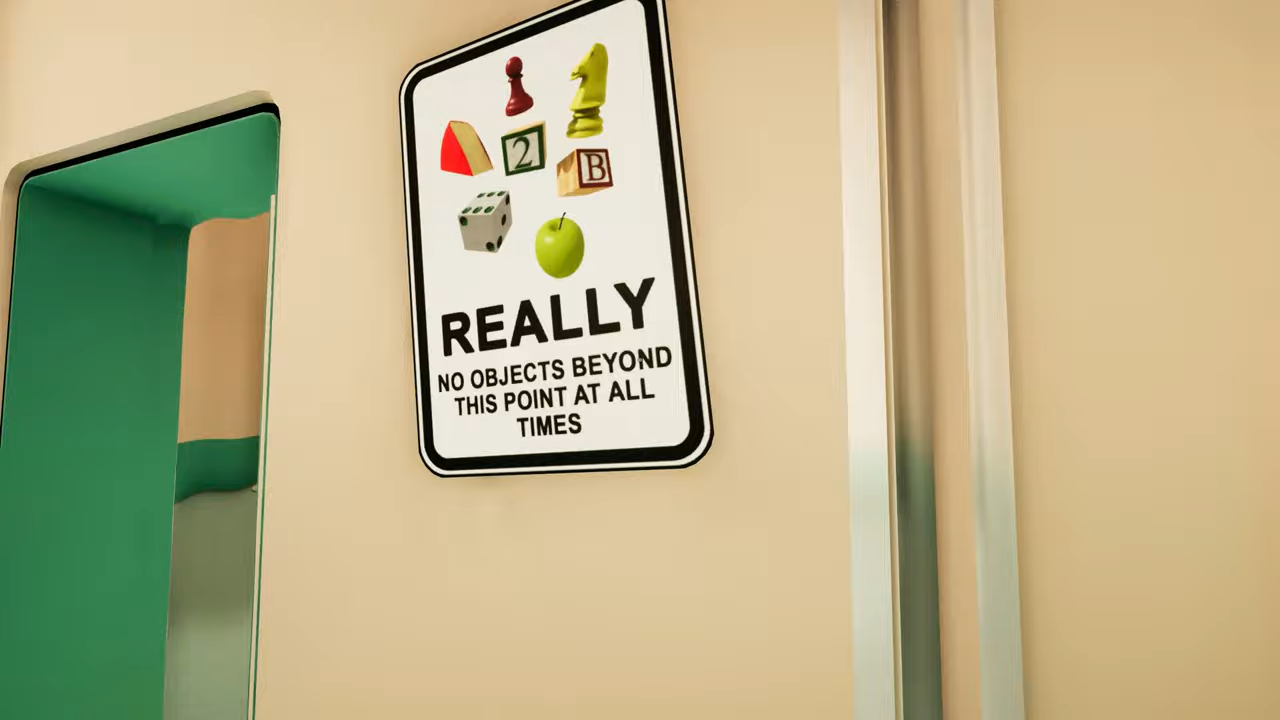 2
B
REALLY
NO OBJECTS BEYOND
THIS POINT AT ALL
TIMES